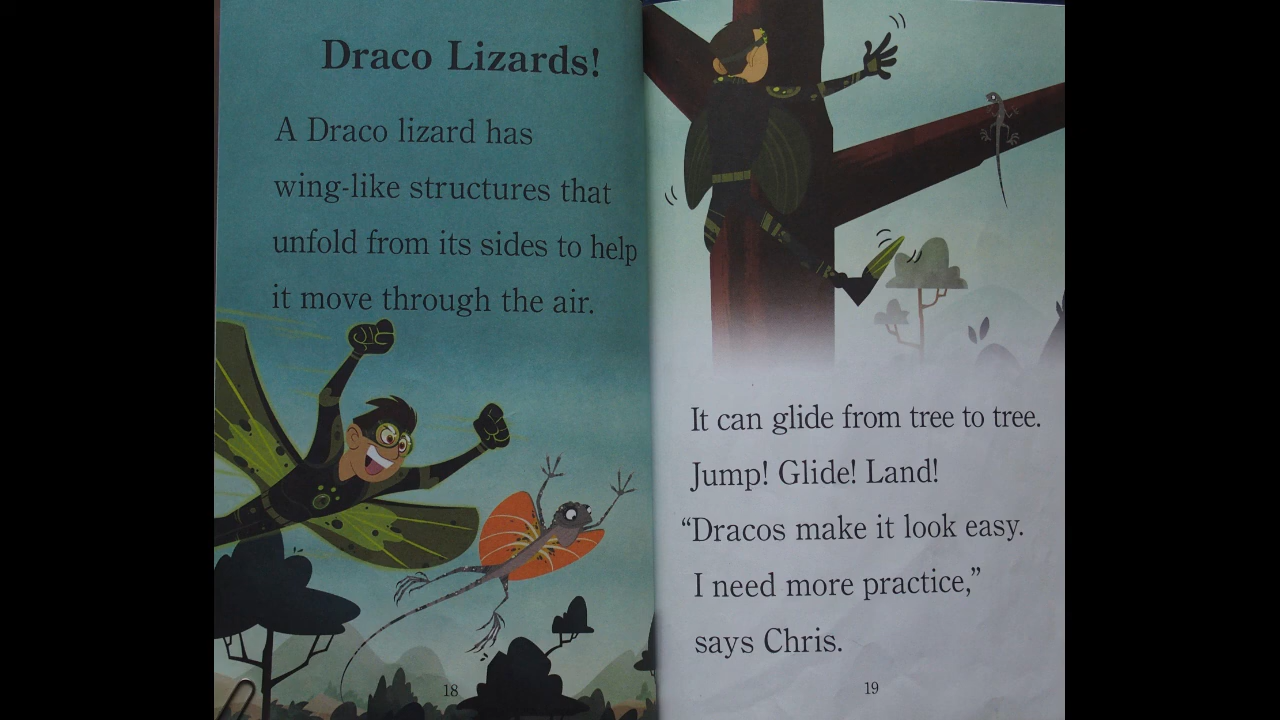 Draco Lizards!
A Draco lizard has
wing-like structures that
unfold from its sides to help
it move through the air.
18
It can glide from tree to tree.
Jump! Glide! Land!
“Dracos make it look easy.
I need more practice,”
says Chris.
19